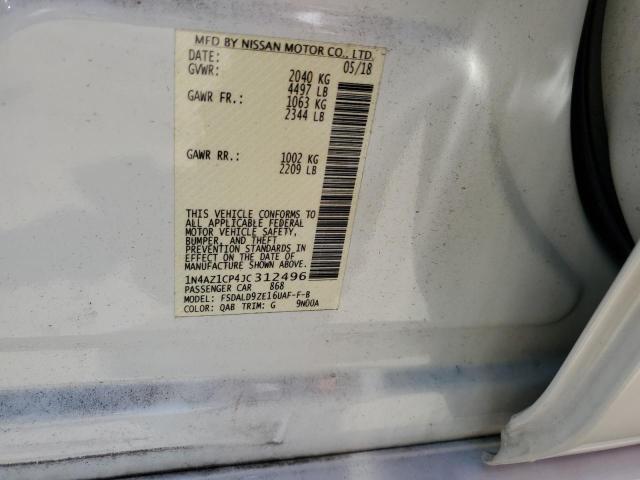 MFD BY NISSAN MOTOR CO., LTD.
DATE: 05/18
GVWR: 2040 KG
4497 LB
GAWR FR.: 1063 KG
2344 LB
GAWR RR.: 1002 KG
2209 LB
THIS VEHICLE CONFORMS TO
ALL APPLICABLE FEDERAL
MOTOR VEHICLE SAFETY,
BUMPER, AND THEFT
PREVENTION STANDARDS IN
EFFECT ON THE DATE OF
MANUFACTURE SHOWN ABOVE.
1N4AZ1CP4JC312496
PASSENGER CAR 868
MODEL: FSDALD9ZE16UAF-F-B
COLOR: QAB TRIM: G 9N00A